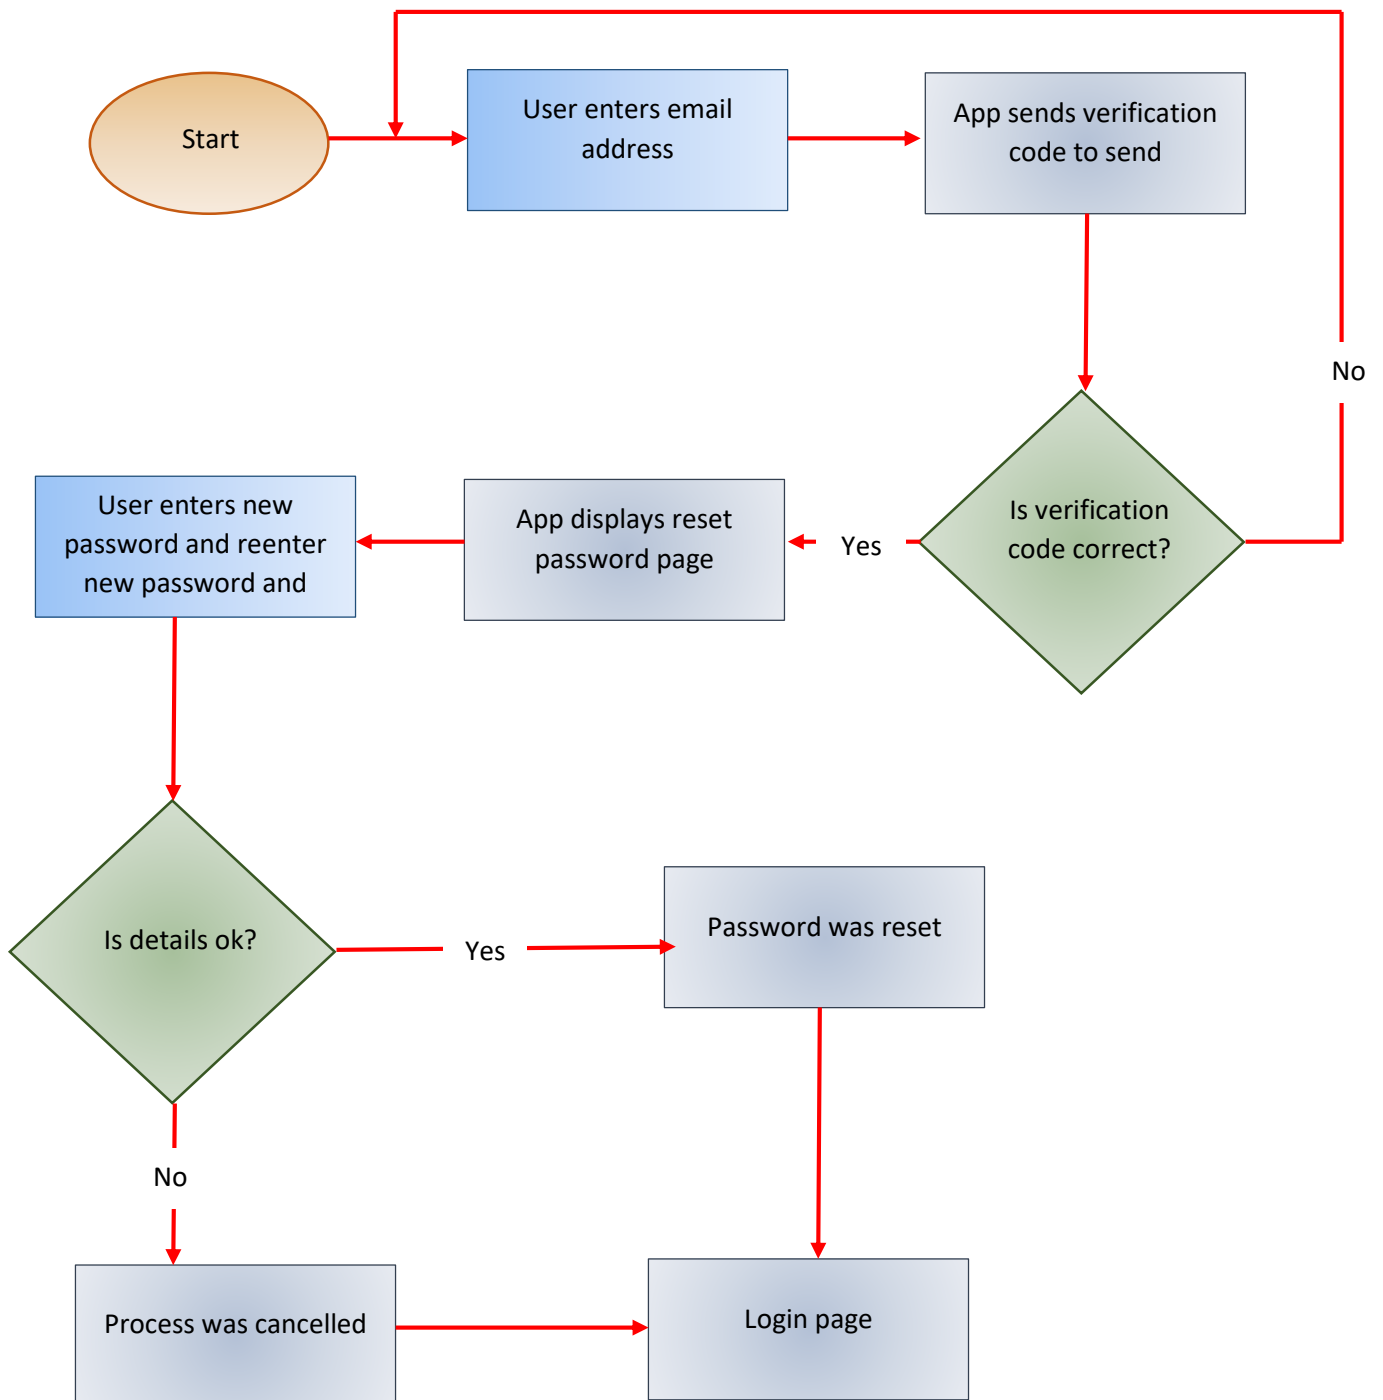 Start
User enters email
address
App sends verification
code to send
No
Is verification
code correct?
Yes
App displays reset
password page
User enters new
password and reenter
new password and
Is details ok?
Yes
Password was reset
No
Process was cancelled
Login page